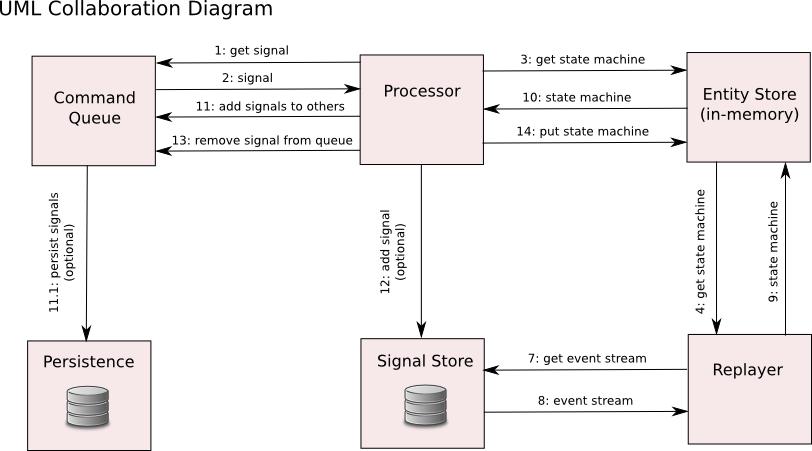 UML Collaboration Diagram
1: get signal
2: signal
11: add signals to others
13: remove signal from queue
3: get state machine
10: state machine
14: put state machine
Command
Queue
Processor
Entity Store
(in-memory)
11.1: persist signals
(optional)
12: add signal
(optional)
4: get state machine
9: state machine
Persistence
Signal Store
7: get event stream
8: event stream
Replayer